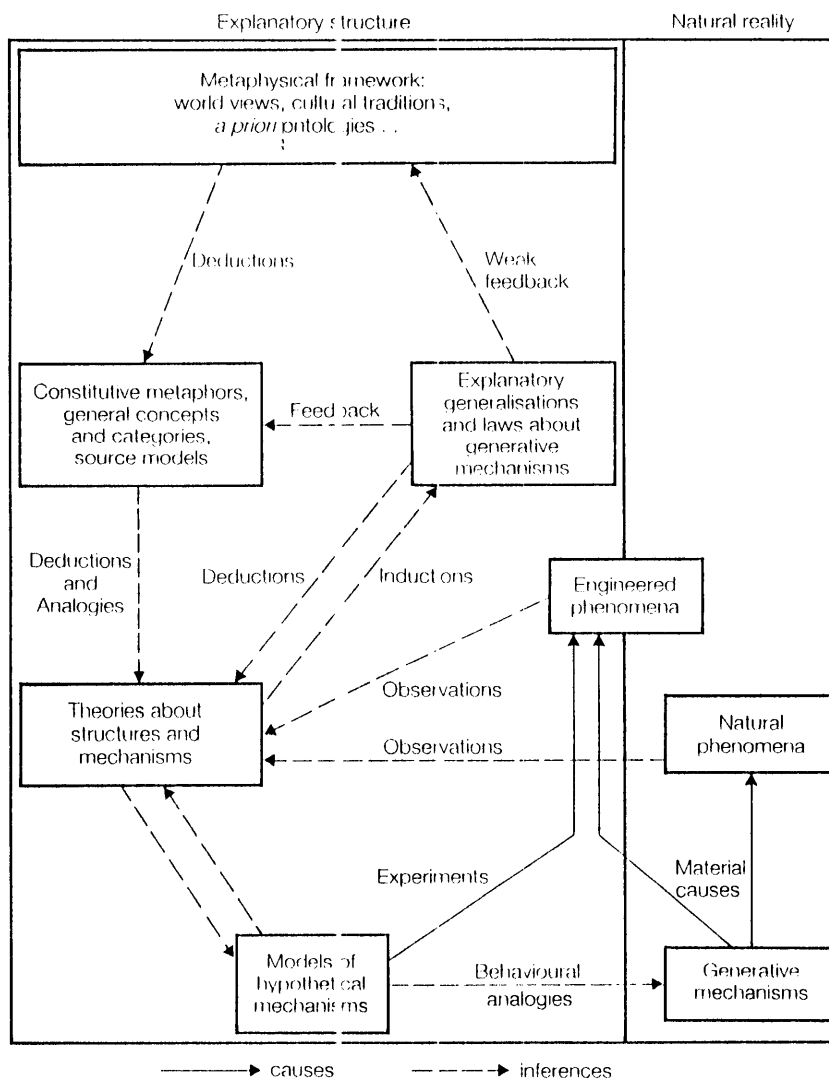 Explanatory structure
Natural reality
Metaphysical framework:
world views, cultural traditions,
a priori ontologies . .
Deductions
Weak
feedback
Constitutive metaphors,
general concepts
and categories,
source models
Feedback
Explanatory
generalisations
and laws about
generative
mechanisms
Deductions
and
Analogies
Deductions
Inductions
Engineered
phenomena
Observations
Theories about
structures and
mechanisms
Observations
Natural
phenomena
Experiments
Material
causes
Models of
hypothetical
mechanisms
Behavioural
analogies
Generative
mechanisms
causes
inferences